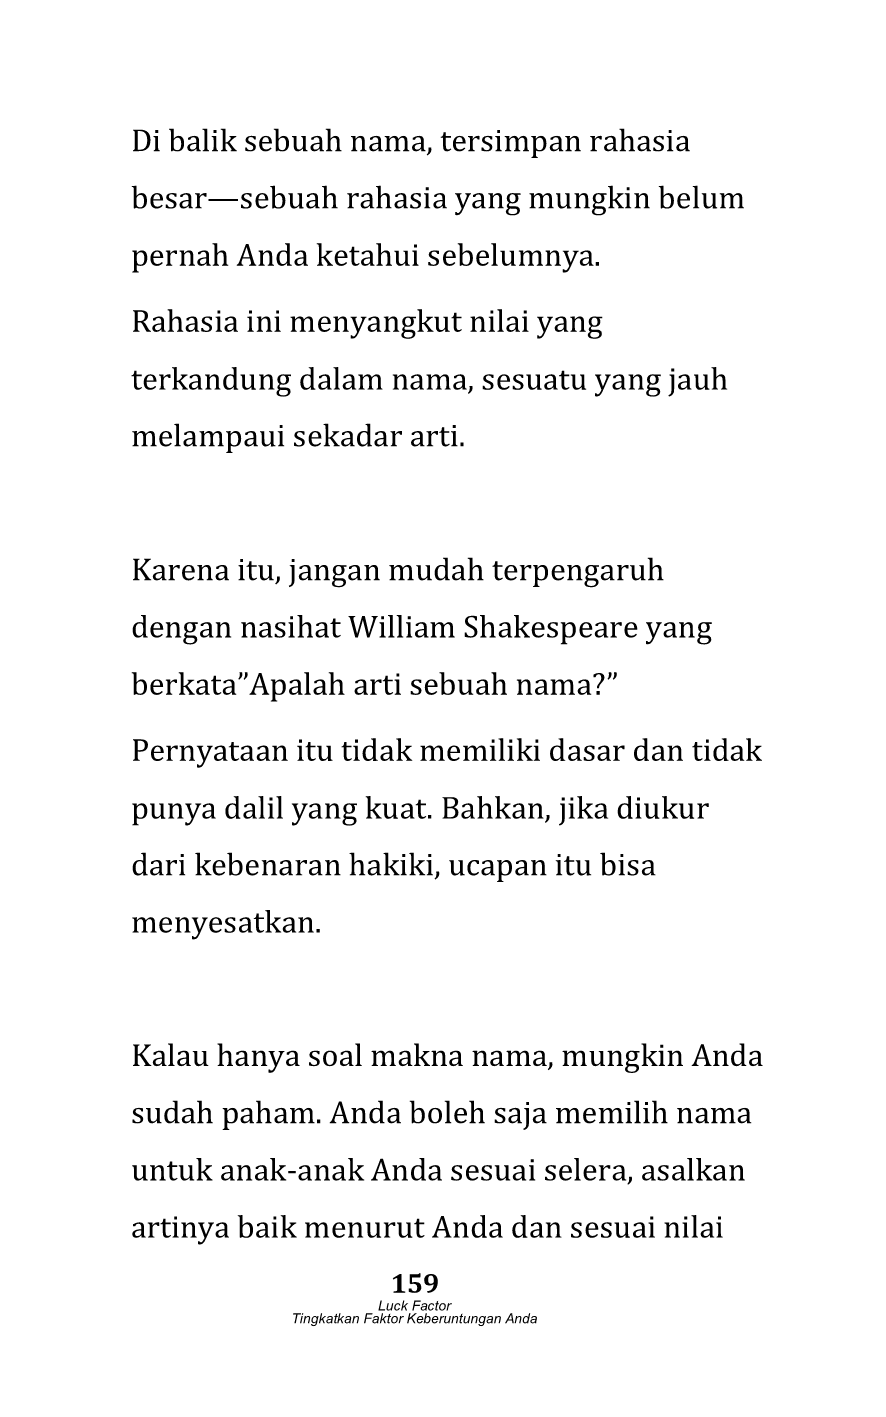 Di balik sebuah nama, tersimpan rahasia
besar—sebuah rahasia yang mungkin belum
pernah Anda ketahui sebelumnya.
Rahasia ini menyangkut nilai yang
terkandung dalam nama, sesuatu yang jauh
melampaui sekadar arti.
Karena itu, jangan mudah terpengaruh
dengan nasihat William Shakespeare yang
berkata”Apalah arti sebuah nama?”
Pernyataan itu tidak memiliki dasar dan tidak
punya dalil yang kuat. Bahkan, jika diukur
dari kebenaran hakiki, ucapan itu bisa
menyesatkan.
Kalau hanya soal makna nama, mungkin Anda
sudah paham. Anda boleh saja memilih nama
untuk anak-anak Anda sesuai selera, asalkan
artinya baik menurut Anda dan sesuai nilai
159
Luck Factor
Tingkatkan Faktor Keberuntungan Anda